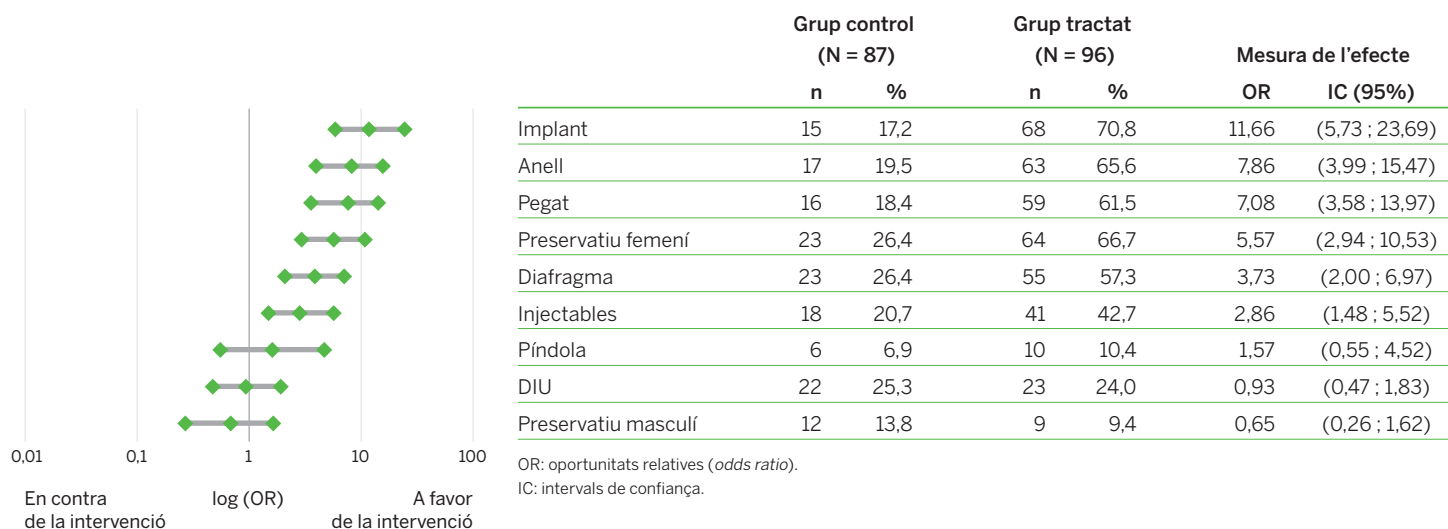 Grup control Grup tractat
(N = 87) (N = 96) Mesura de l’efecte
n % n % OR IC (95%)
Implant 15 17,2 68 70,8 11,66 (5,73 ; 23,69)
Anell 17 19,5 63 65,6 7,86 (3,99 ; 15,47)
Pegat 16 18,4 59 61,5 7,08 (3,58 ; 13,97)
Preservatiu femení 23 26,4 64 66,7 5,57 (2,94 ; 10,53)
Diafragma 23 26,4 55 57,3 3,73 (2,00 ; 6,97)
Injectables 18 20,7 41 42,7 2,86 (1,48 ; 5,52)
Píndola 6 6,9 10 10,4 1,57 (0,55 ; 4,52)
DIU 22 25,3 23 24,0 0,93 (0,47 ; 1,83)
Preservatiu masculí 12 13,8 9 9,4 0,65 (0,26 ; 1,62)
0,01 0,1 1 10 100
En contra log (OR) A favor
de la intervenció de la intervenció
OR: oportunitats relatives (odds ratio).
IC: intervals de confiança.